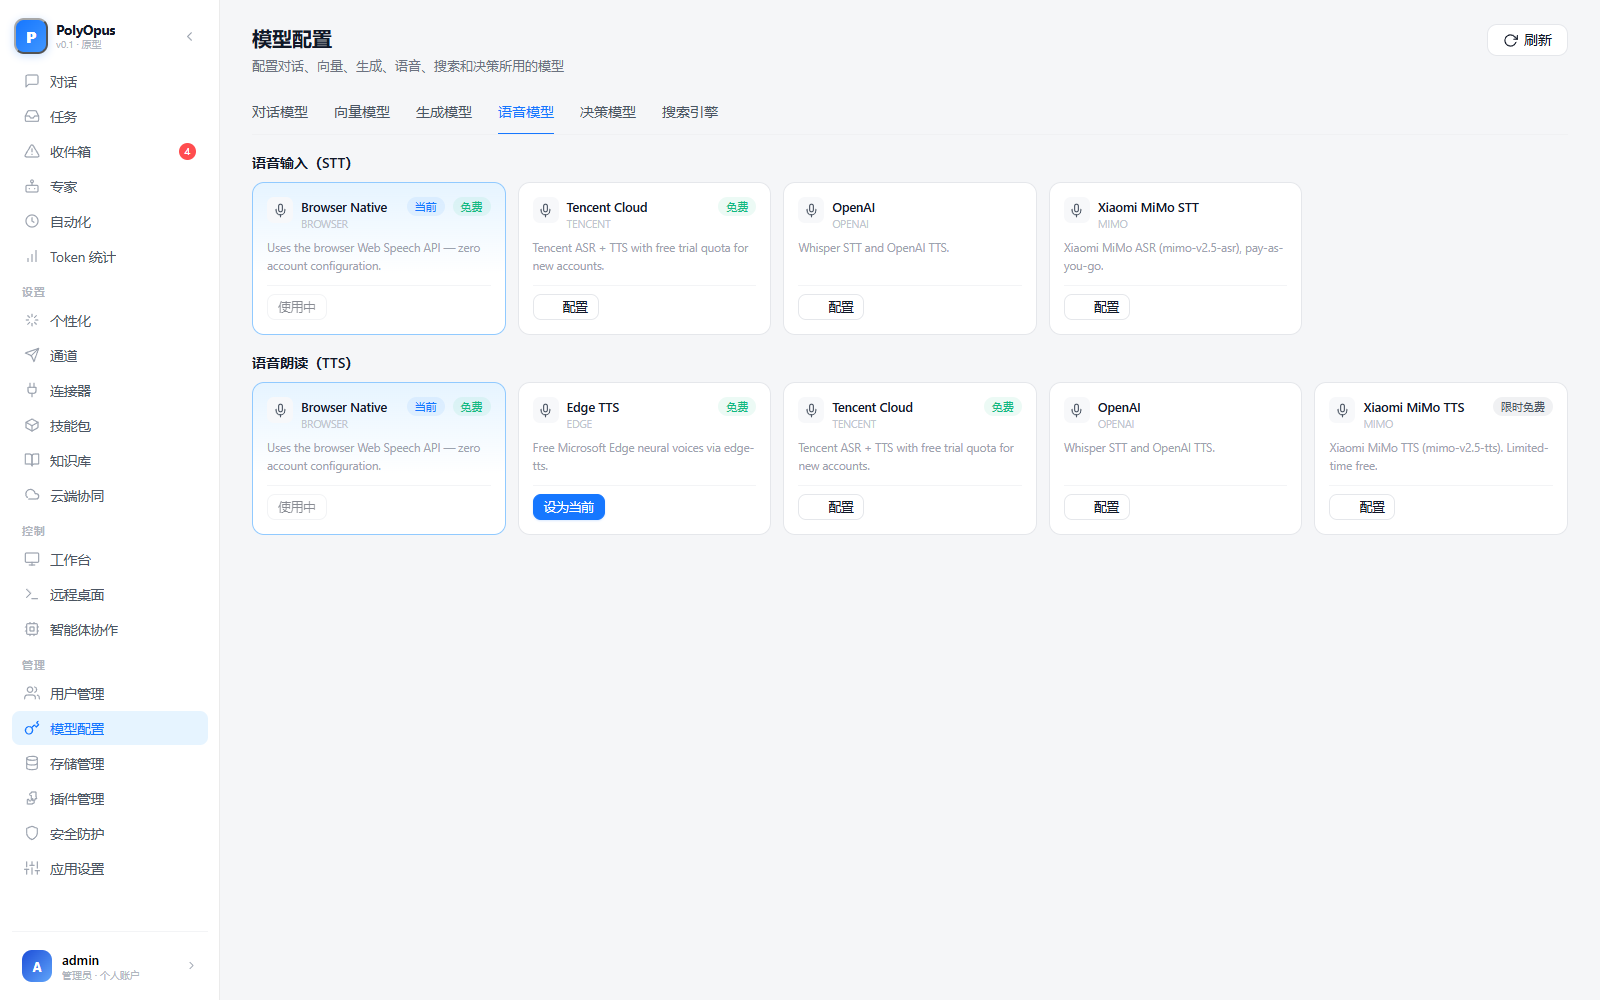 P
PolyOpus
v0.1 · 原型
对话
任务
收件箱
4
专家
自动化
Token 统计
设置
个性化
通道
连接器
技能包
知识库
云端协同
控制
工作台
远程桌面
智能体协作
管理
用户管理
模型配置
存储管理
插件管理
安全防护
应用设置
A
admin
管理员 · 个人账户
模型配置
配置对话、向量、生成、语音、搜索和决策所用的模型
刷新
对话模型 向量模型 生成模型 语音模型 决策模型 搜索引擎
语音输入（STT）
Browser Native 当前 免费
BROWSER
Uses the browser Web Speech API — zero
account configuration.
使用中
Tencent Cloud 免费
TENCENT
Tencent ASR + TTS with free trial quota for
new accounts.
配置
OpenAI
OPENAI
Whisper STT and OpenAI TTS.
配置
Xiaomi MiMo STT
MIMO
Xiaomi MiMo ASR (mimo-v2.5-asr), pay-as-
you-go.
配置
语音朗读（TTS）
Browser Native 当前 免费
BROWSER
Uses the browser Web Speech API — zero
account configuration.
使用中
Edge TTS 免费
EDGE
Free Microsoft Edge neural voices via edge-
tts.
设为当前
Tencent Cloud 免费
TENCENT
Tencent ASR + TTS with free trial quota for
new accounts.
配置
OpenAI
OPENAI
Whisper STT and OpenAI TTS.
配置
Xiaomi MiMo TTS 限时免费
MIMO
Xiaomi MiMo TTS (mimo-v2.5-tts). Limited-
time free.
配置